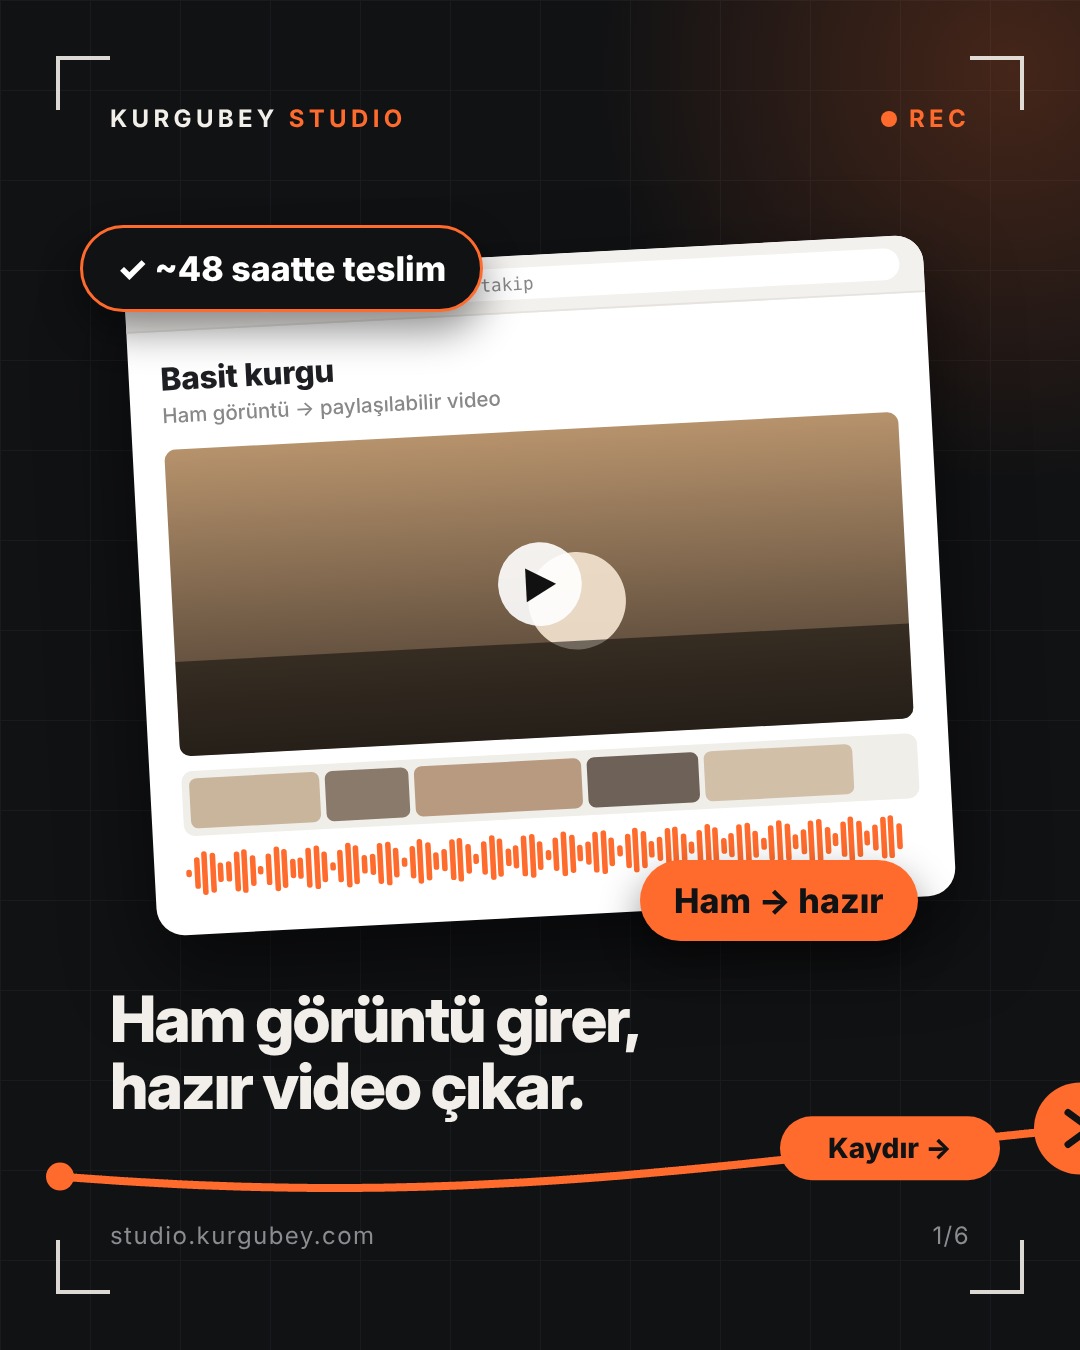 KURGUBEY STUDIO
REC
✓ ~48 saatte teslim
takip
Basit kurgu
Ham görüntü → paylaşılabilir video
Ham → hazır
Ham görüntü girer,
hazır video çıkar.
Kaydır →
studio.kurgubey.com
1/6